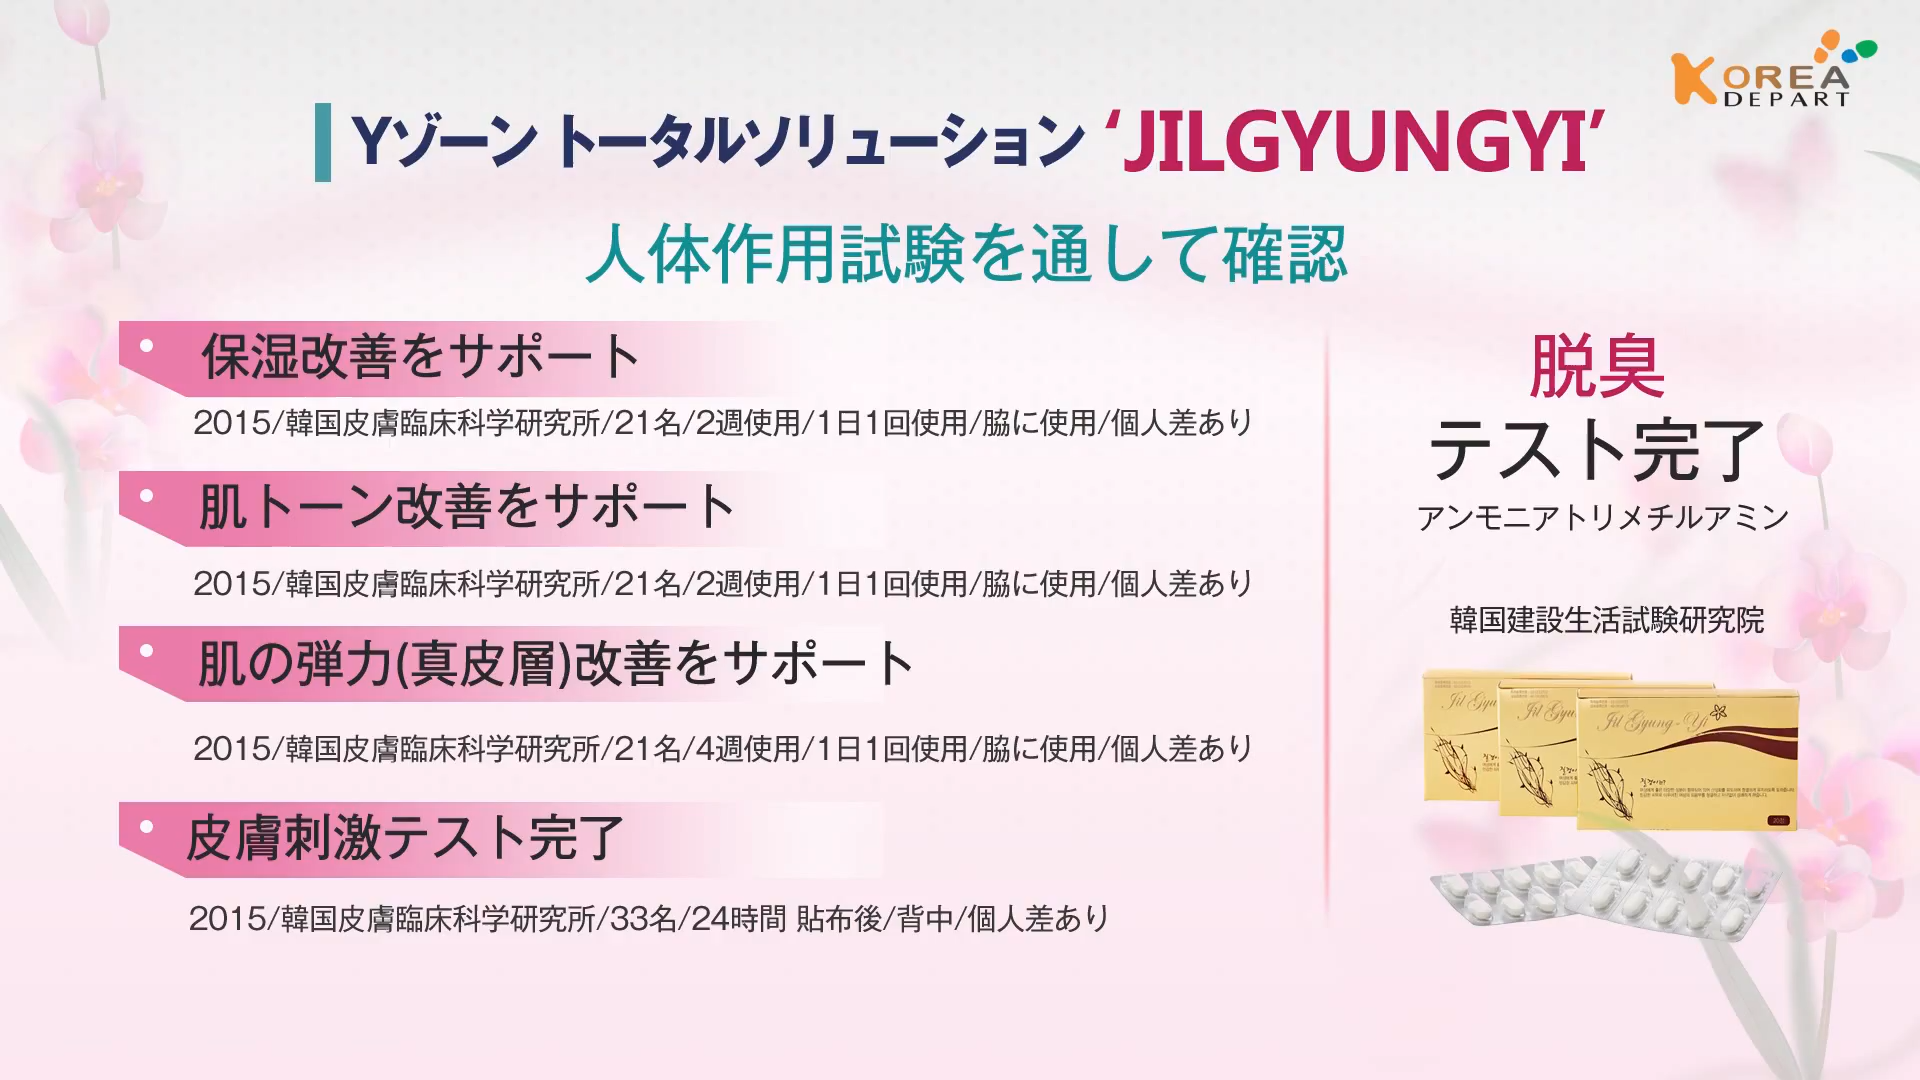 KOREA
DEPART
Yゾーン トータルソリューション ‘JILGYUNGYI’
人体作用試験を通して確認
保湿改善をサポート
2015/韓国皮膚臨床科学研究所/21名/2週使用/1日1回使用/脇に使用/個人差あり
肌トーン改善をサポート
2015/韓国皮膚臨床科学研究所/21名/2週使用/1日1回使用/脇に使用/個人差あり
肌の弾力(真皮層)改善をサポート
2015/韓国皮膚臨床科学研究所/21名/4週使用/1日1回使用/脇に使用/個人差あり
皮膚刺激テスト完了
2015/韓国皮膚臨床科学研究所/33名/24時間 貼布後/背中/個人差あり
脱臭
テスト完了
アンモニアトリメチルアミン
韓国建設生活試験研究院
Jil Gyu
Jil Gyu
Jil Gyung-Yi